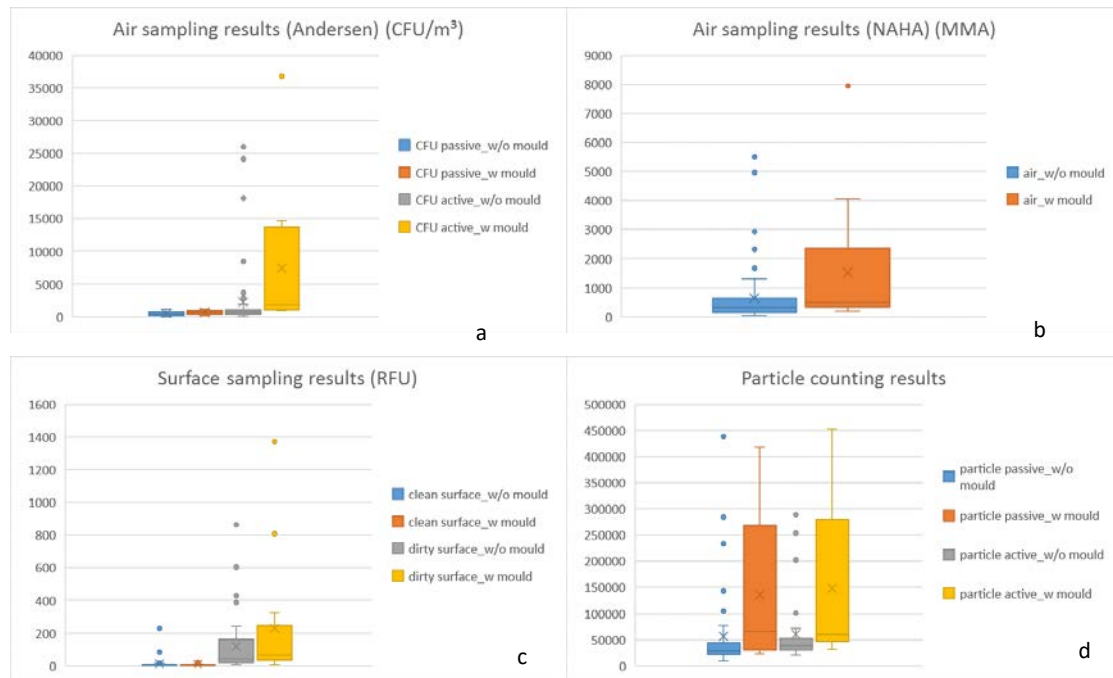 Air sampling results (Andersen) (CFU/m³)
40000
35000
30000
25000
20000
15000
10000
5000
0
CFU passive_w/o mould
CFU passive_w mould
CFU active_w/o mould
CFU active_w mould
a
Air sampling results (NAHA) (MMA)
9000
8000
7000
6000
5000
4000
3000
2000
1000
0
air_w/o mould
air_w mould
b
Surface sampling results (RFU)
1600
1400
1200
1000
800
600
400
200
0
clean surface_w/o mould
clean surface_w mould
dirty surface_w/o mould
dirty surface_w mould
c
Particle counting results
500000
450000
400000
350000
300000
250000
200000
150000
100000
50000
0
particle passive_w/o
mould
particle passive_w mould
particle active_w/o mould
particle active_w mould
d